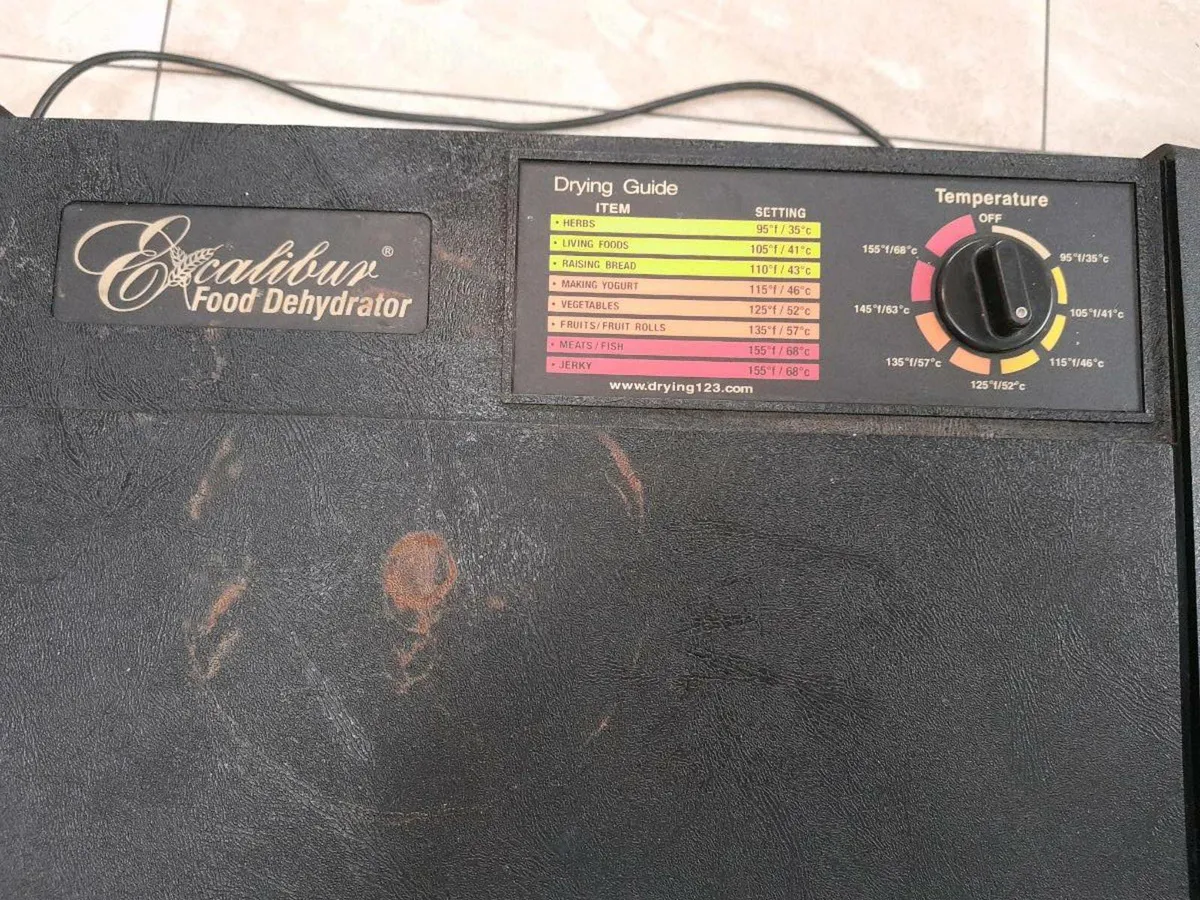 Excalibur®
Food Dehydrator
Drying Guide
ITEM SETTING
• HERBS 95°f / 35°c
• LIVING FOODS 105°f / 41°c
• RAISING BREAD 110°f / 43°c
• MAKING YOGURT 115°f / 46°c
• VEGETABLES 125°f / 52°c
• FRUITS/FRUIT ROLLS 135°f / 57°c
• MEATS/FISH 155°f / 68°c
• JERKY 155°f / 68°c
www.drying123.com
Temperature
OFF
95°f/35°c
105°f/41°c
115°f/46°c
125°f/52°c
135°f/57°c
145°f/63°c
155°f/68°c